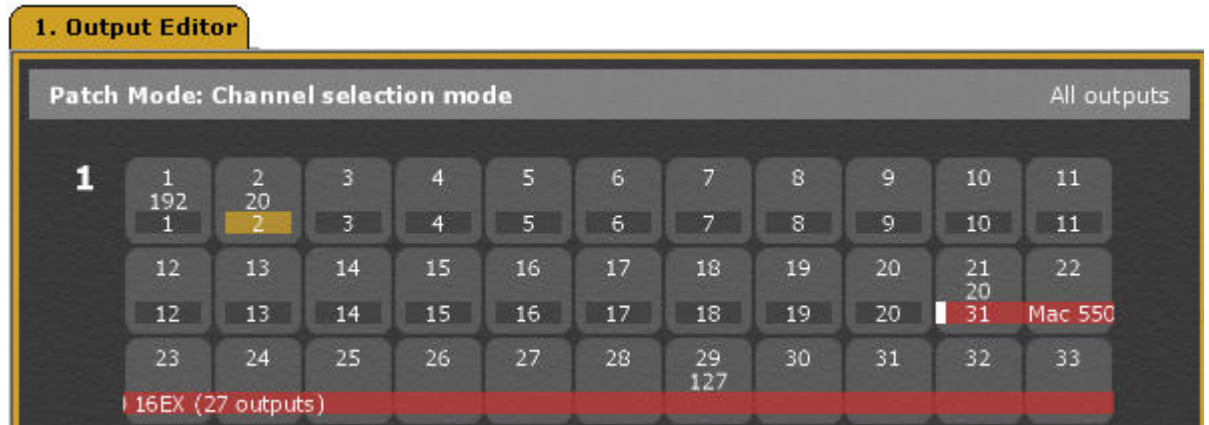 1. Output Editor
Patch Mode: Channel selection mode All outputs
1 1 2 3 4 5 6 7 8 9 10 11
192 20
1 2 3 4 5 6 7 8 9 10 11
12 13 14 15 16 17 18 19 20 21 22
20
12 13 14 15 16 17 18 19 20 31 Mac 550
23 24 25 26 27 28 29 30 31 32 33
127
16EX (27 outputs)